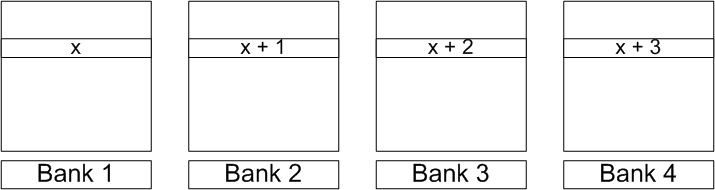 x
x + 1
x + 2
x + 3
Bank 1
Bank 2
Bank 3
Bank 4